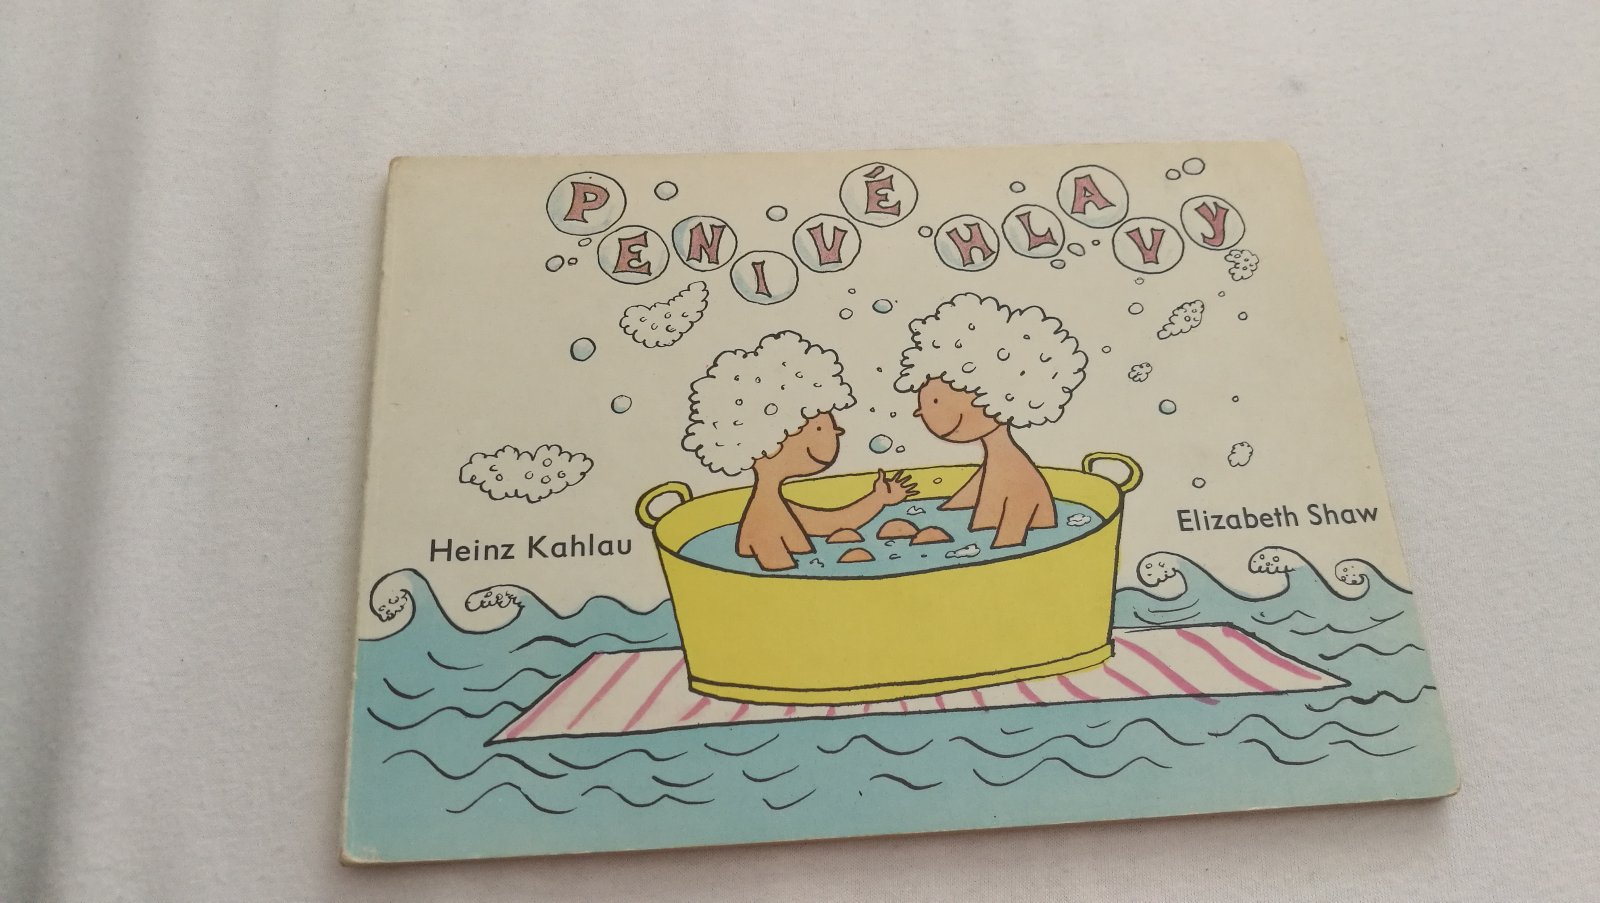 PENIVÉ HLAVY
Heinz Kahlau
Elizabeth Shaw